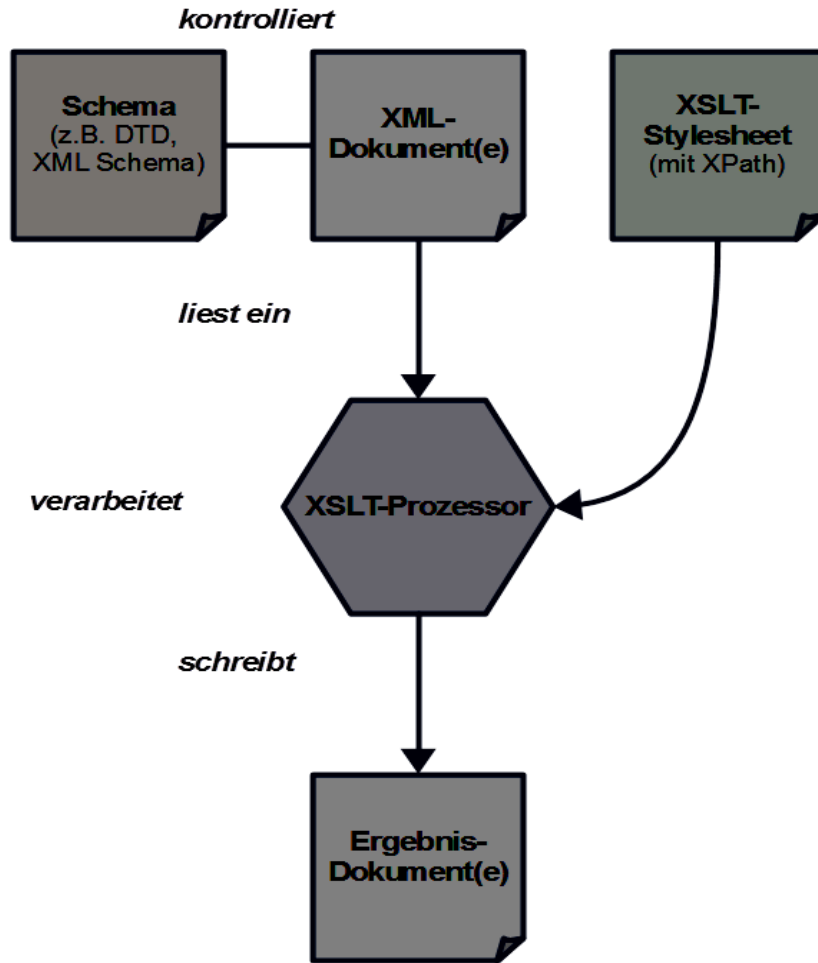 kontrolliert
Schema
(z.B. DTD,
XML Schema)
XML-
Dokument(e)
XSLT-
Stylesheet
(mit XPath)
liest ein
verarbeitet
XSLT-Prozessor
schreibt
Ergebnis-
Dokument(e)